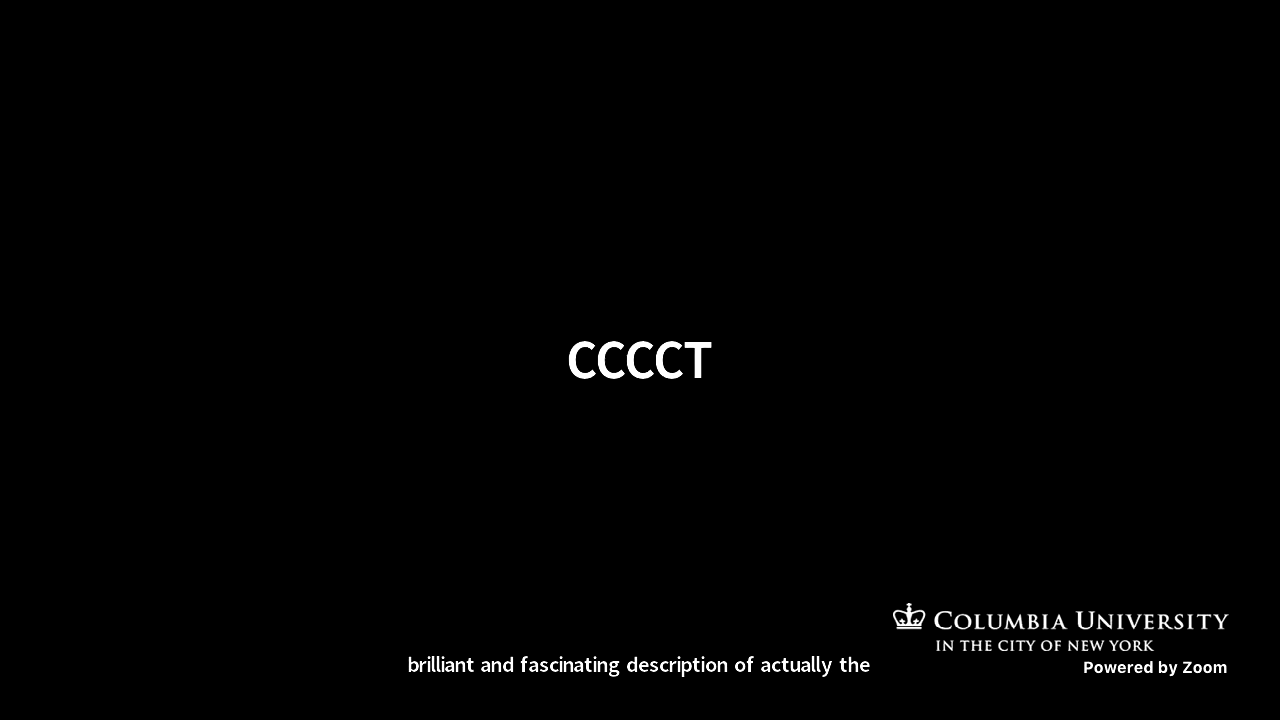 CCCCT
COLUMBIA UNIVERSITY
IN THE CITY OF NEW YORK
brilliant and fascinating description of actually the
Powered by Zoom